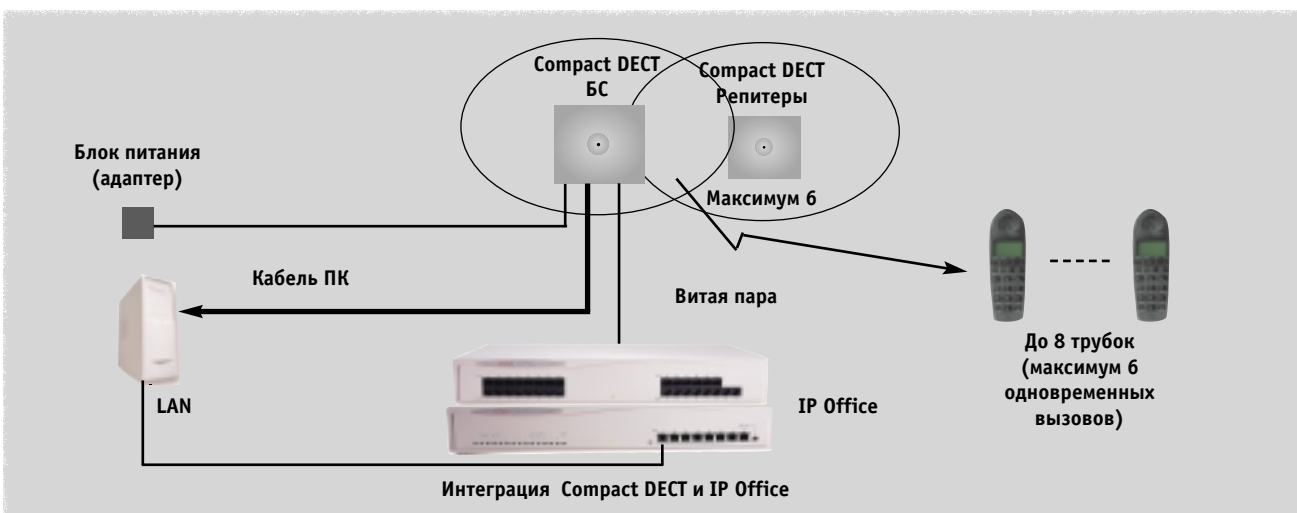 Compact DECT
БС
Compact DECT
Репитеры
Блок питания
(адаптер)
Максимум 6
Кабель ПК
Витая пара
До 8 трубок
(максимум 6
одновременных
вызовов)
LAN
IP Office
Интеграция Compact DECT и IP Office